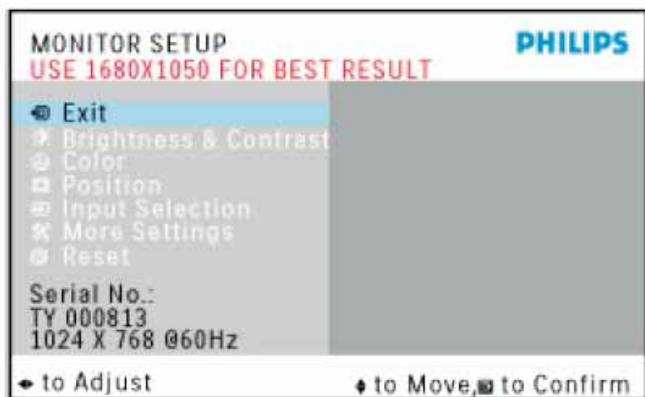 MONITOR SETUP
PHILIPS
USE 1680X1050 FOR BEST RESULT
Exit
Brightness & Contrast
Color
Position
Input Selection
More Settings
Reset
Serial No.:
TY 000813
1024 X 768 @60Hz
to Adjust
to Move, to Confirm